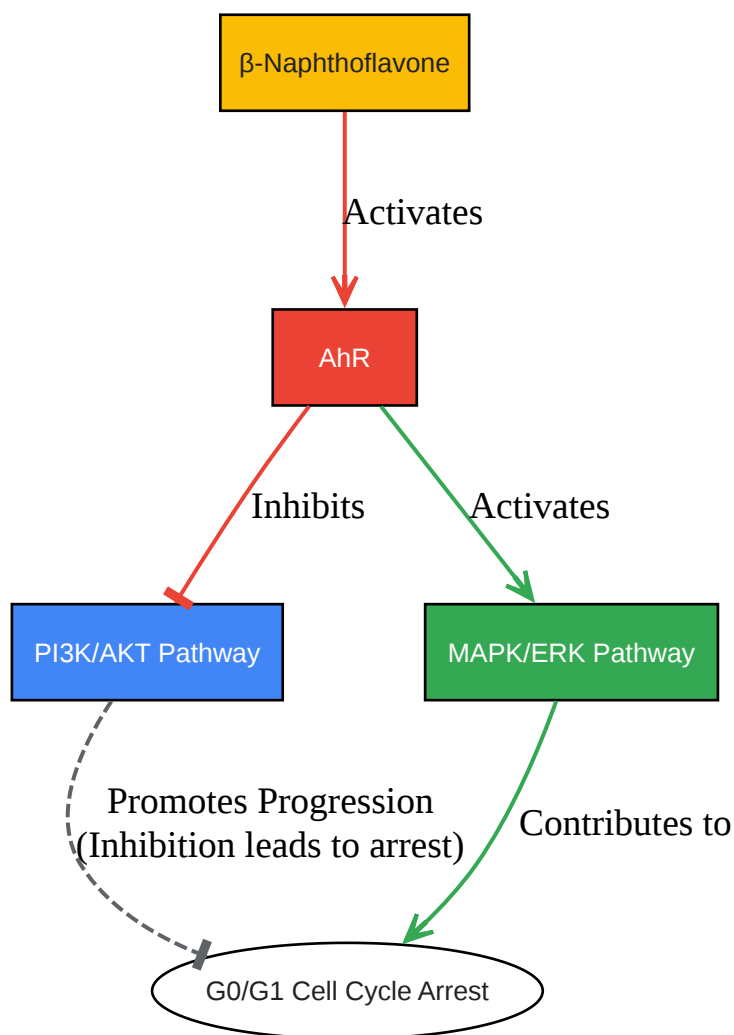 β-Naphthoflavone
Activates
AhR
Inhibits
Activates
PI3K/AKT Pathway
MAPK/ERK Pathway
Promotes Progression
(Inhibition leads to arrest)
Contributes to
G0/G1 Cell Cycle Arrest